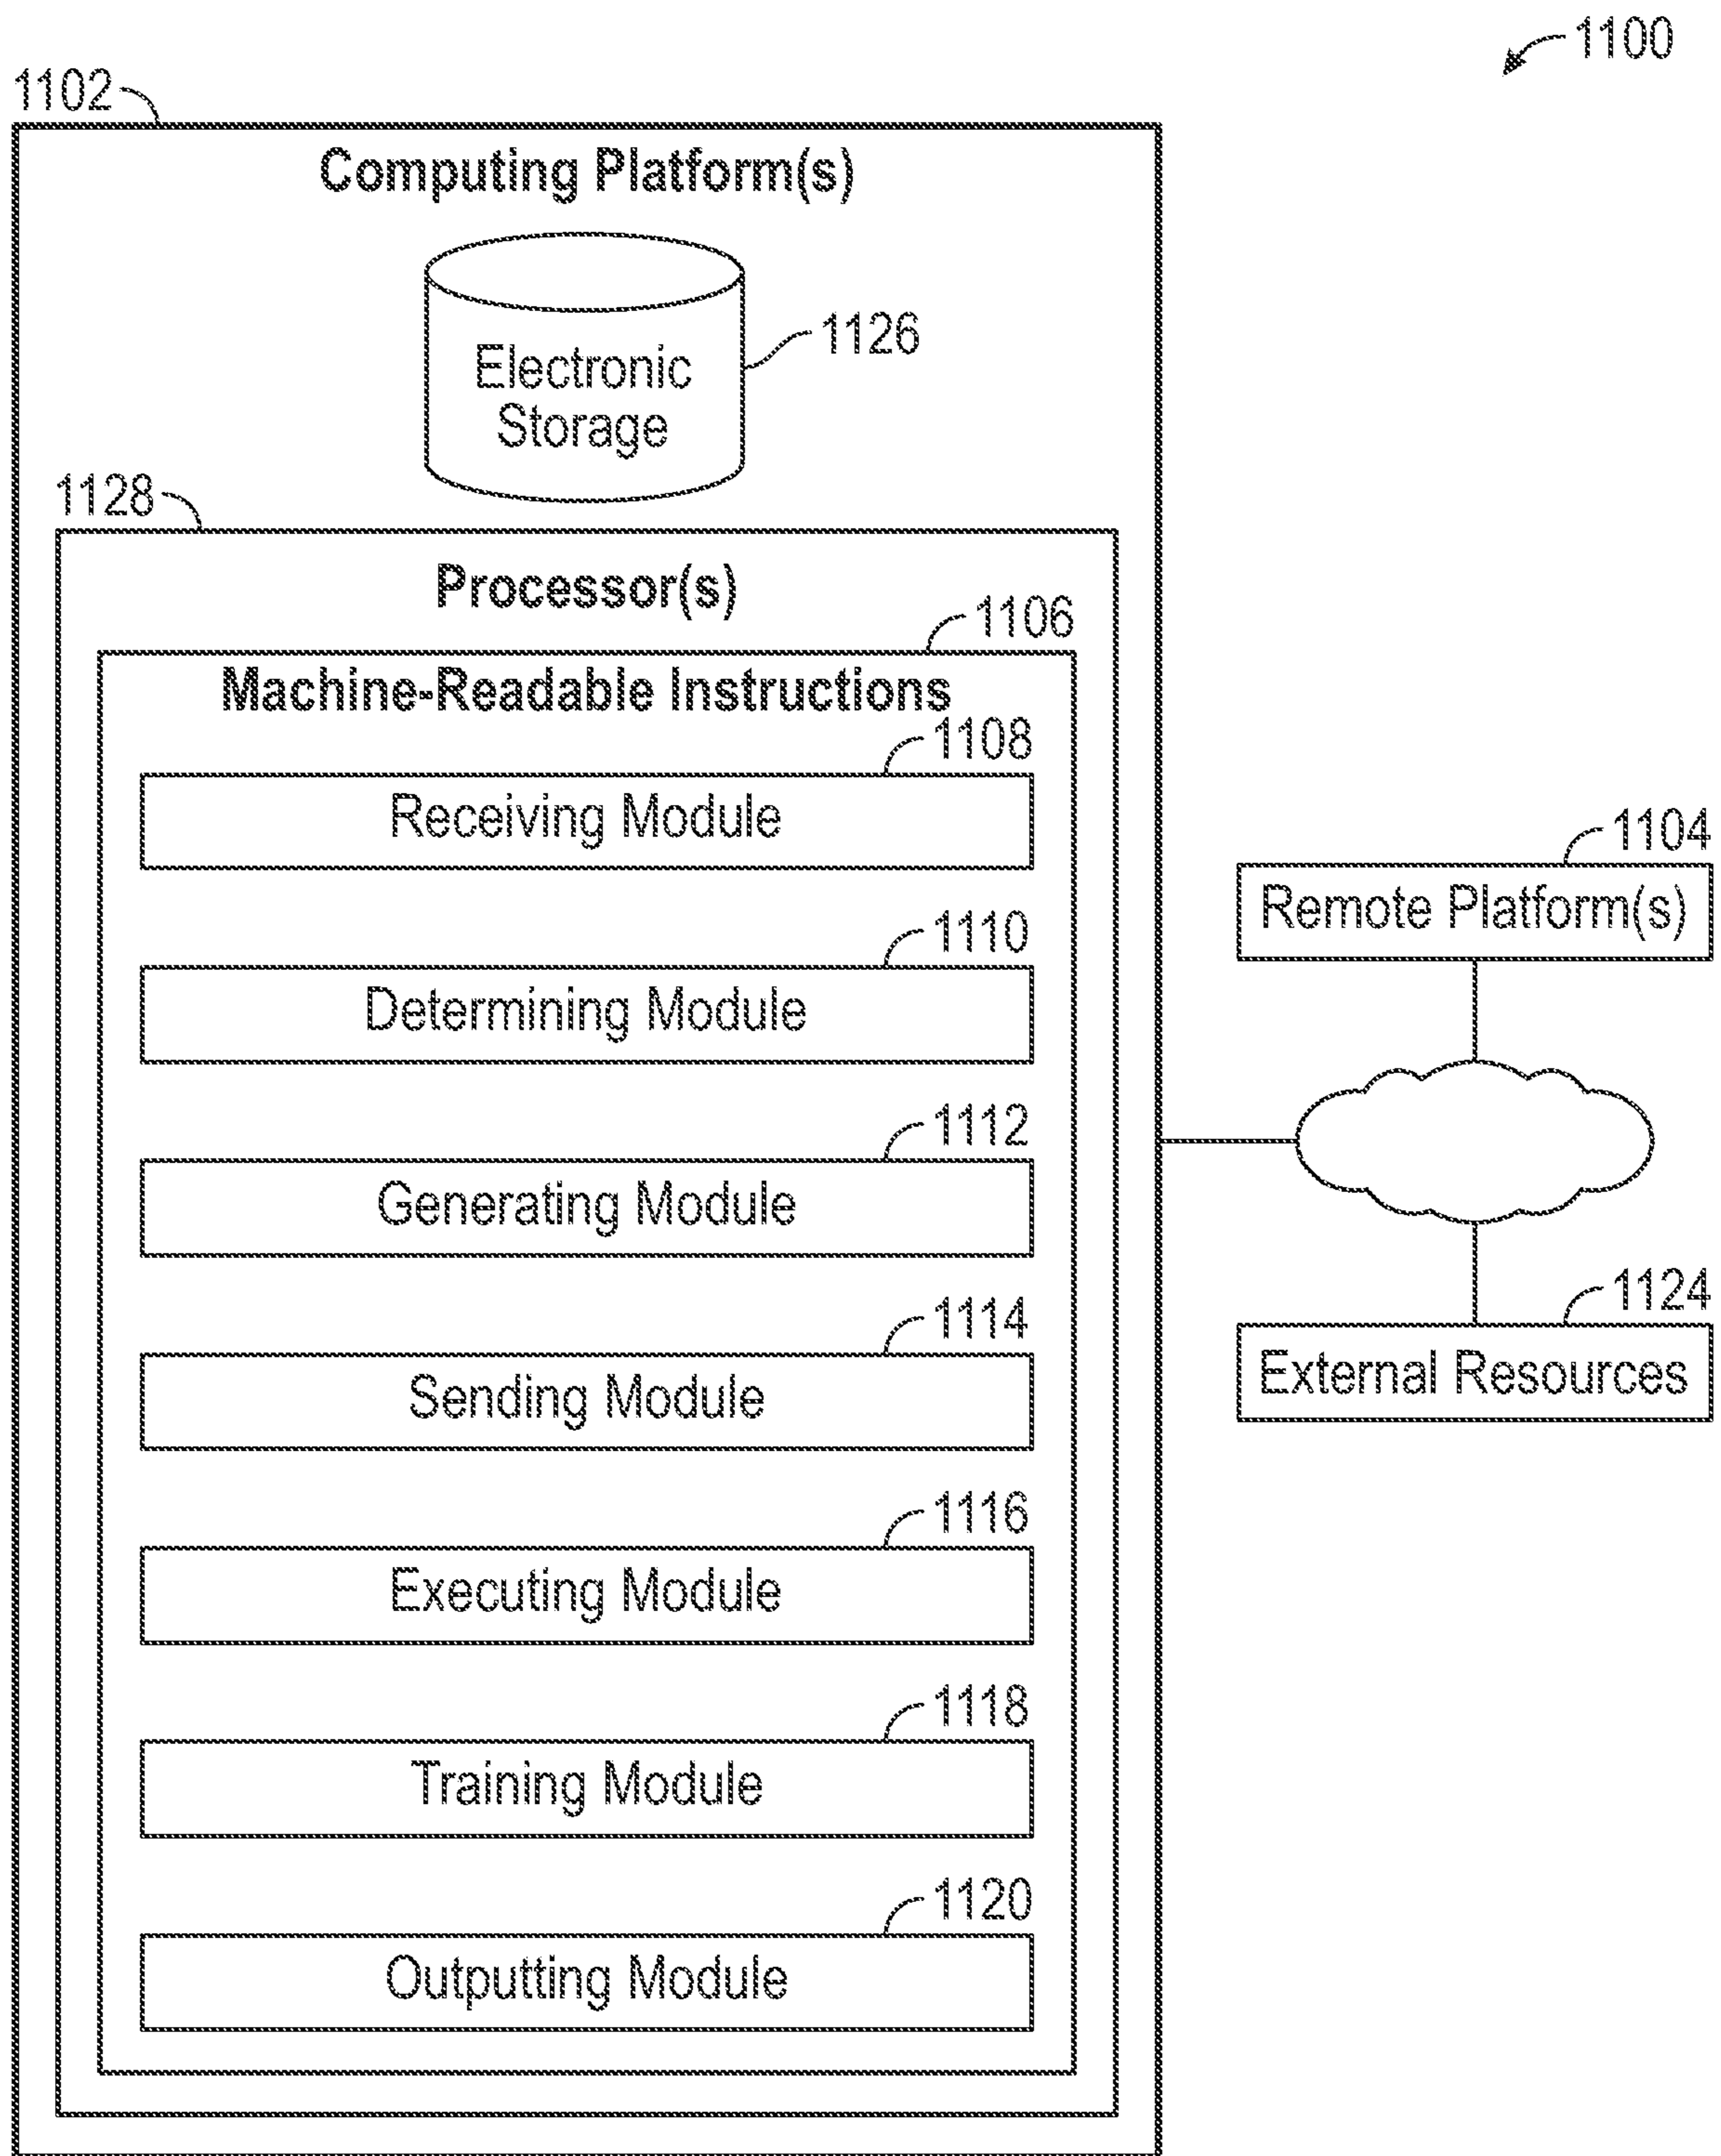 1100
1102
Computing Platform(s)
Electronic
Storage
1126
1128
Processor(s)
1106
Machine-Readable Instructions
1108
Receiving Module
1110
Determining Module
1112
Generating Module
1114
Sending Module
1116
Executing Module
1118
Training Module
1120
Outputting Module
1104
Remote Platform(s)
1124
External Resources